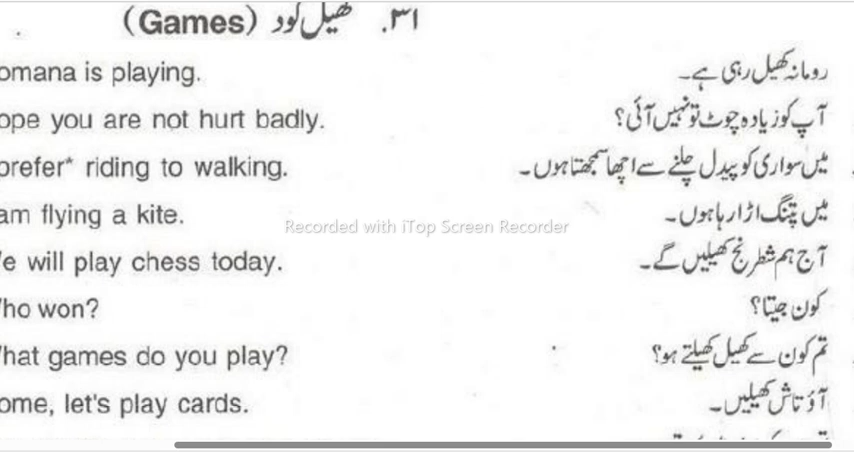 ۳۱. کھیل کود (Games)
omana is playing. رومانہ کھیل رہی ہے۔
ope you are not hurt badly. آپ کو زیادہ چوٹ تو نہیں آئی؟
prefer* riding to walking. میں سواری کو پیدل چلنے سے اچھا سمجھتا ہوں۔
am flying a kite. میں پتنگ اڑا رہا ہوں۔
Recorded with iTop Screen Recorder
e will play chess today. آج ہم شطرنج کھیلیں گے۔
ho won? کون جیتا؟
hat games do you play? تم کون سے کھیل کھیلتے ہو؟
ome, let's play cards. آؤ تاش کھیلیں۔